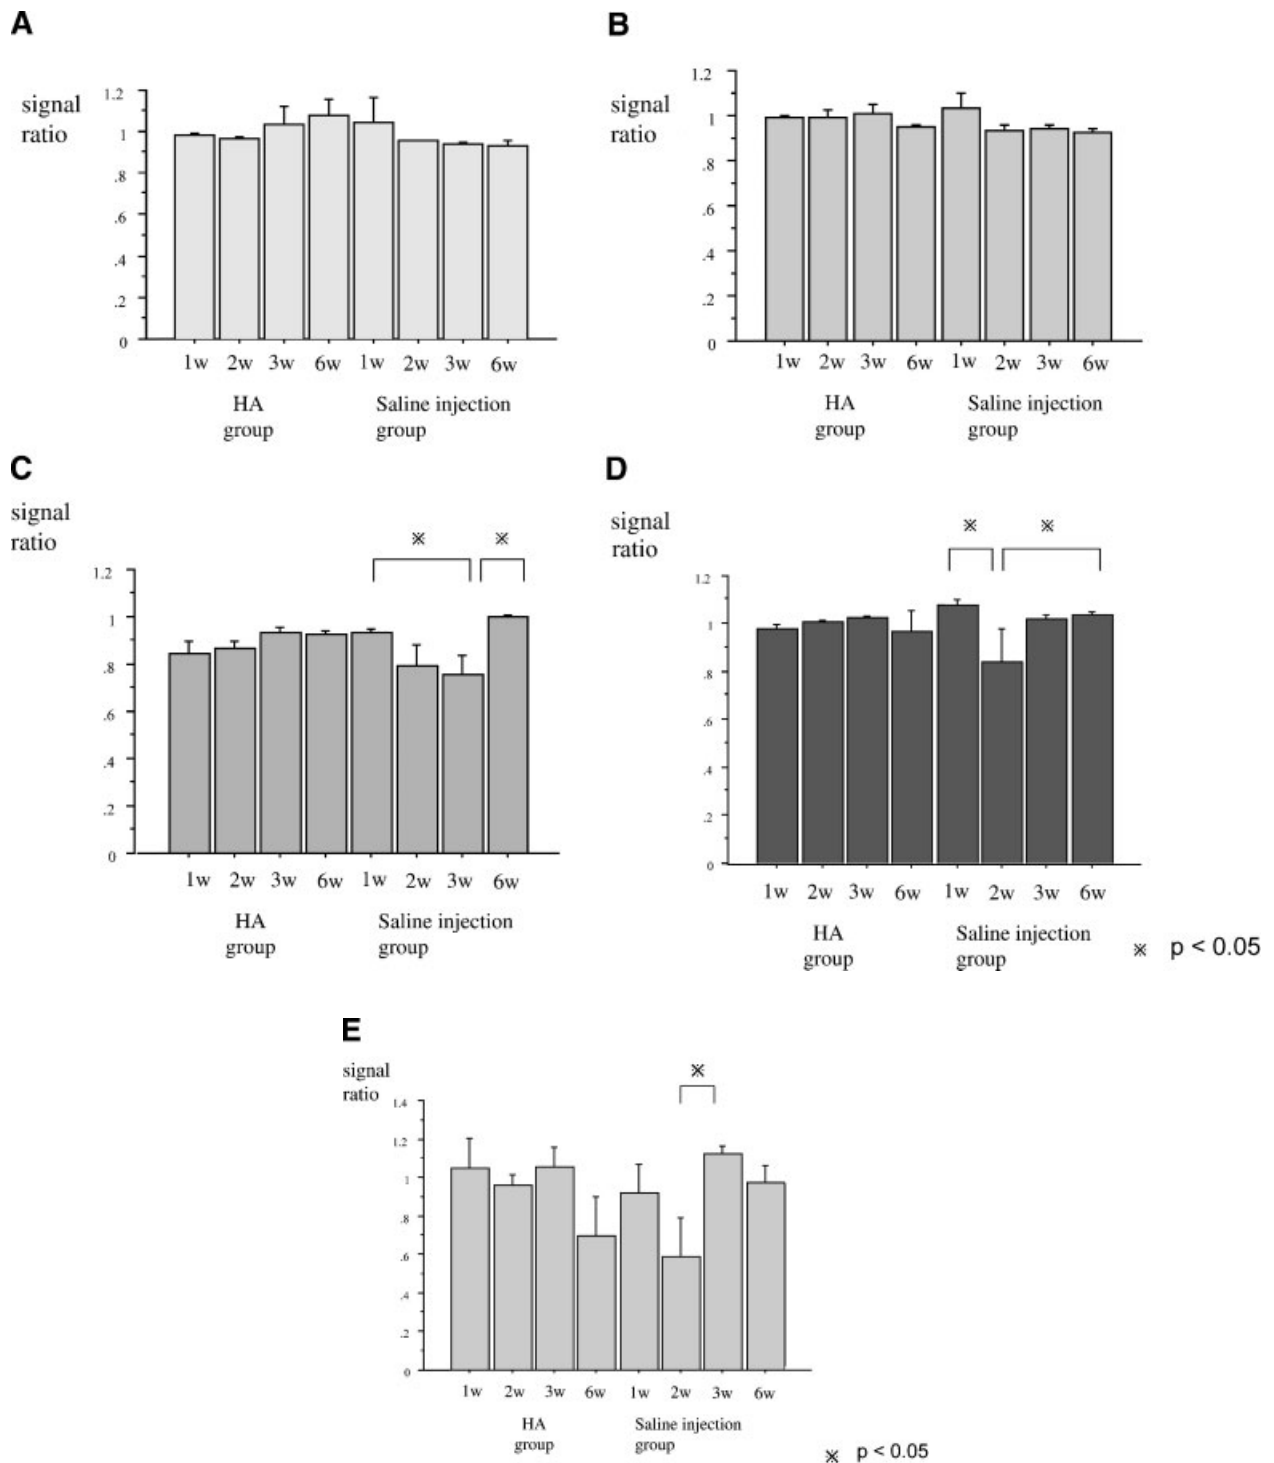 A
signal
ratio
1.2
1
.8
.6
.4
.2
0
1w 2w 3w 6w 1w 2w 3w 6w
HA
group
Saline injection
group
B
signal
ratio
1.2
1
.8
.6
.4
.2
0
1w 2w 3w 6w 1w 2w 3w 6w
HA
group
Saline injection
group
C
signal
ratio
※ ※
1.2
1
.8
.6
.4
.2
0
1w 2w 3w 6w 1w 2w 3w 6w
HA
group
Saline injection
group
D
signal
ratio
※ ※
1.2
1
.8
.6
.4
.2
0
1w 2w 3w 6w 1w 2w 3w 6w
HA
group
Saline injection
group
※ p < 0.05
E
signal
ratio
※
1.4
1.2
1
.8
.6
.4
.2
0
1w 2w 3w 6w 1w 2w 3w 6w
HA
group
Saline injection
group
※ p < 0.05